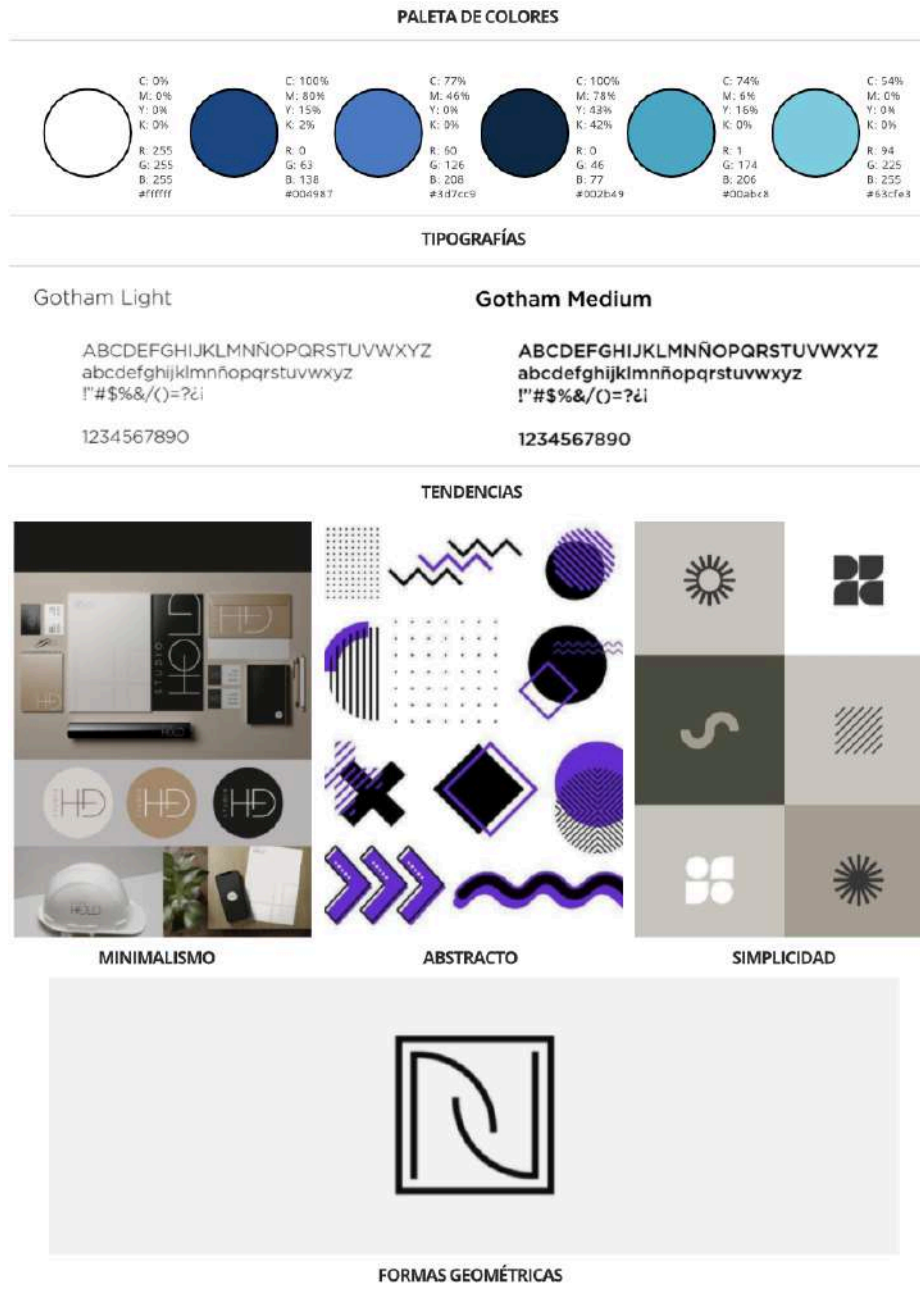 PALETA DE COLORES
C: 0%
M: 0%
Y: 0%
K: 0%
R: 255
G: 255
B: 255
#ffffff
C: 100%
M: 80%
Y: 15%
K: 2%
R: 0
G: 63
B: 138
#004987
C: 77%
M: 46%
Y: 0%
K: 0%
R: 60
G: 126
B: 208
#3d7cc9
C: 100%
M: 78%
Y: 43%
K: 42%
R: 0
G: 46
B: 77
#002b49
C: 74%
M: 6%
Y: 16%
K: 0%
R: 1
G: 174
B: 206
#00abc8
C: 54%
M: 0%
Y: 0%
K: 0%
R: 94
G: 225
B: 255
#63cfe3
TIPOGRAFÍAS
Gotham Light
ABCDEFGHIJKLMNÑOPQRSTUVWXYZ
abcdefghijklmnñopqrstuvwxyz
!"#$%&/()=?¿¡
1234567890
Gotham Medium
ABCDEFGHIJKLMNÑOPQRSTUVWXYZ
abcdefghijklmnñopqrstuvwxyz
!"#$%&/()=?¿¡
1234567890
TENDENCIAS
STUDIO
HOLD
HOLD
MINIMALISMO
ABSTRACTO
SIMPLICIDAD
FORMAS GEOMÉTRICAS